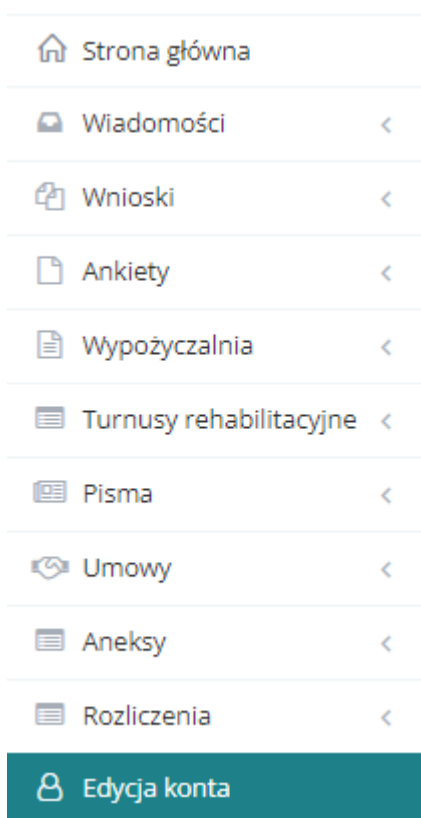 Strona główna
Wiadomości
Wnioski
Ankiety
Wypożyczalnia
Turnusy rehabilitacyjne
Pisma
Umowy
Aneksy
Rozliczenia
Edycja konta